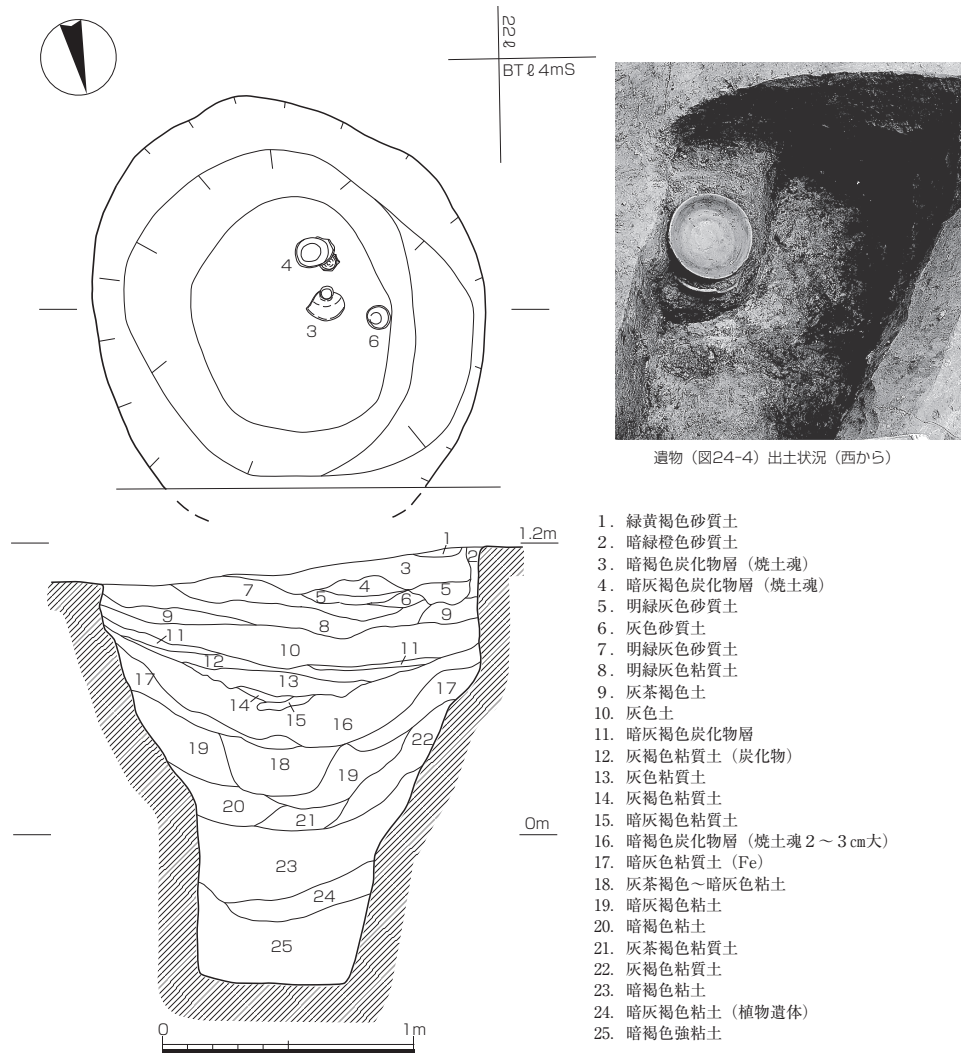 22ℓ
BTℓ4mS
4
3
6
遺物（図24-4）出土状況（西から）
1.2m
1
2
3
4
7
5
5
6
9
9
8
11
10
11
12
13
17
17
14
15
16
22
19
18
19
20
21
0m
23
24
25
0
1m
1. 緑黄褐色砂質土
2. 暗緑橙色砂質土
3. 暗褐色炭化物層（焼土魂）
4. 暗灰褐色炭化物層（焼土魂）
5. 明緑灰色砂質土
6. 灰色砂質土
7. 明緑灰色砂質土
8. 明緑灰色粘質土
9. 灰茶褐色土
10. 灰色土
11. 暗灰褐色炭化物層
12. 灰褐色粘質土（炭化物）
13. 灰色粘質土
14. 灰褐色粘質土
15. 暗灰褐色粘質土
16. 暗褐色炭化物層（焼土魂２～３㎝大）
17. 暗灰色粘質土（Fe）
18. 灰茶褐色～暗灰色粘土
19. 暗灰褐色粘土
20. 暗褐色粘土
21. 灰茶褐色粘質土
22. 灰褐色粘質土
23. 暗褐色粘土
24. 暗灰褐色粘土（植物遺体）
25. 暗褐色強粘土